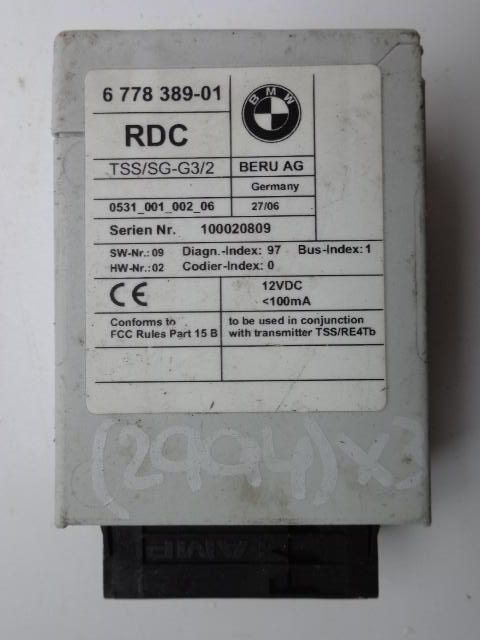 6 778 389-01
BMW
RDC
TSS/SG-G3/2
BERU AG
Germany
0531_001_002_06
27/06
Serien Nr. 100020809
SW-Nr.: 09 Diagn.-Index: 97 Bus-Index: 1
HW-Nr.: 02 Codier-Index: 0
CE
12VDC
<100mA
Conforms to
FCC Rules Part 15 B
to be used in conjunction
with transmitter TSS/RE4Tb
(2994)x3
AMP